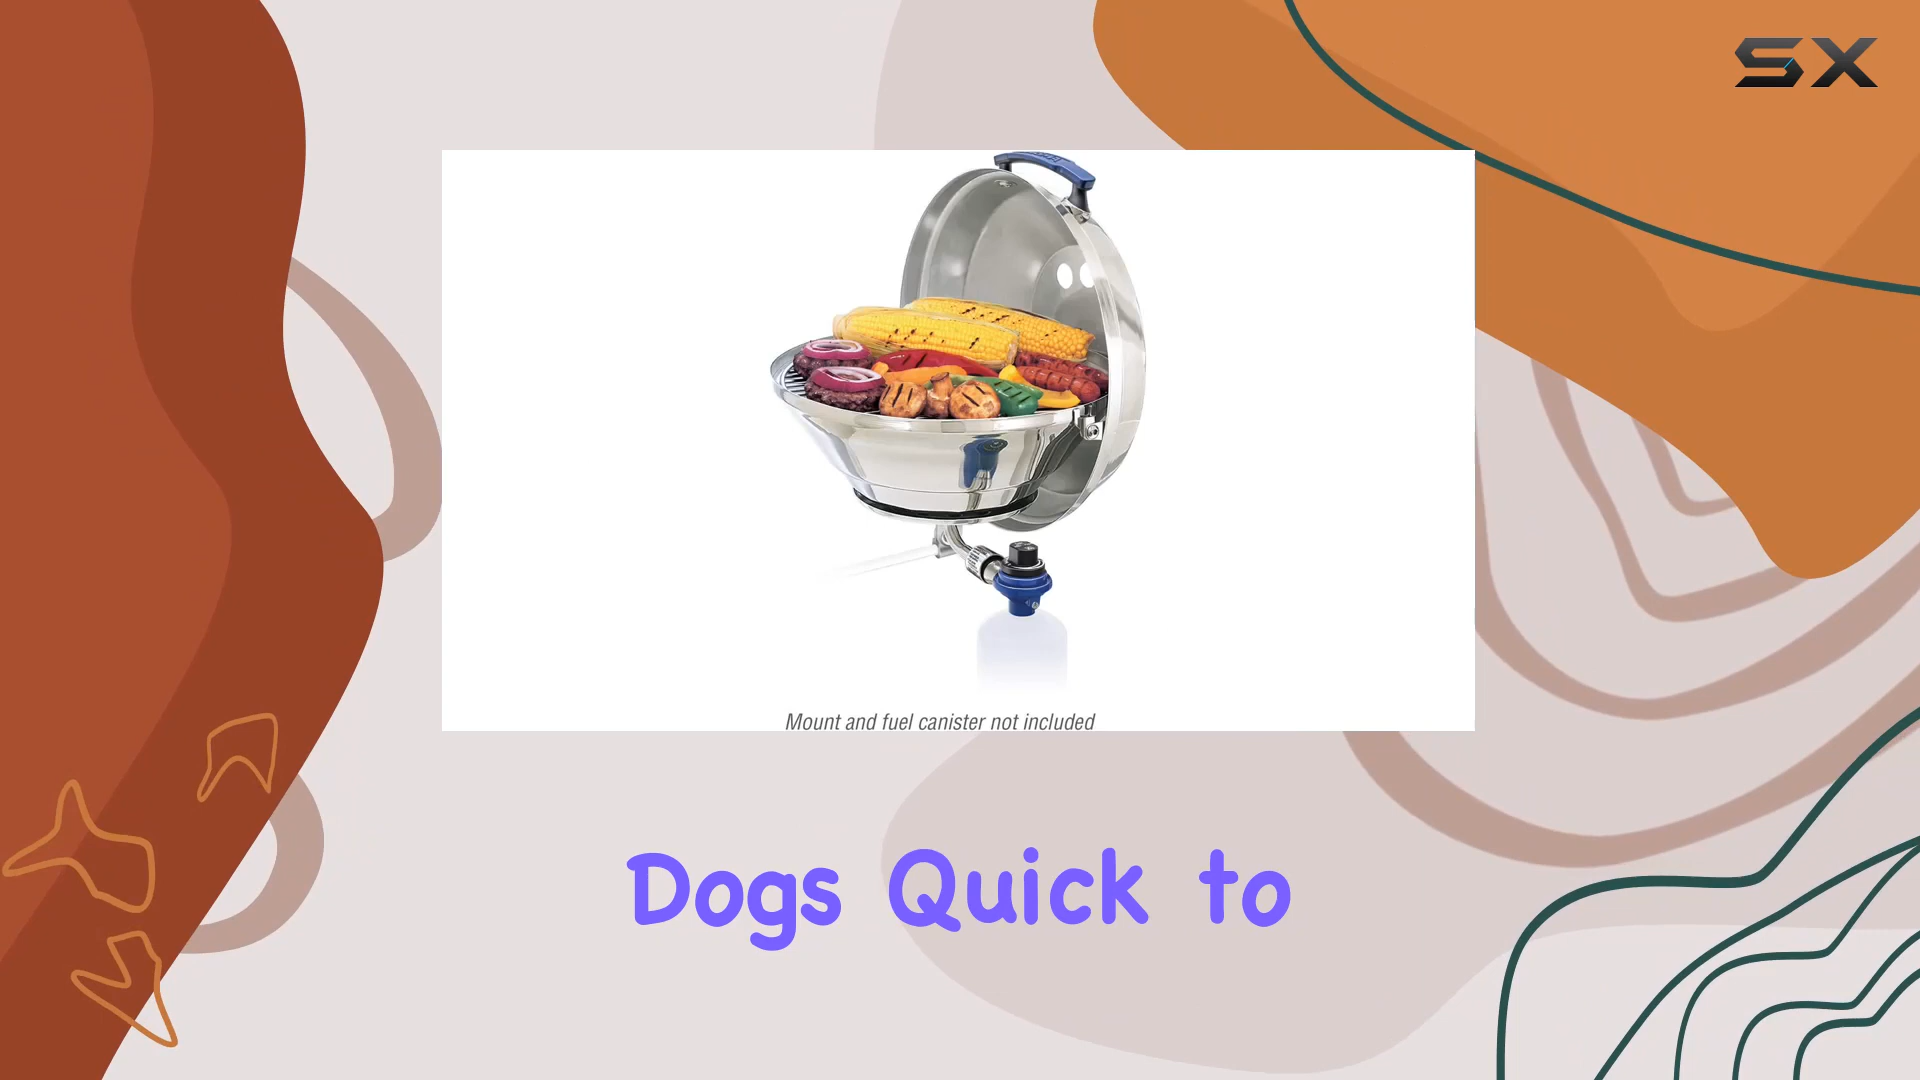 SX
Mount and fuel canister not included
Dogs Quick to